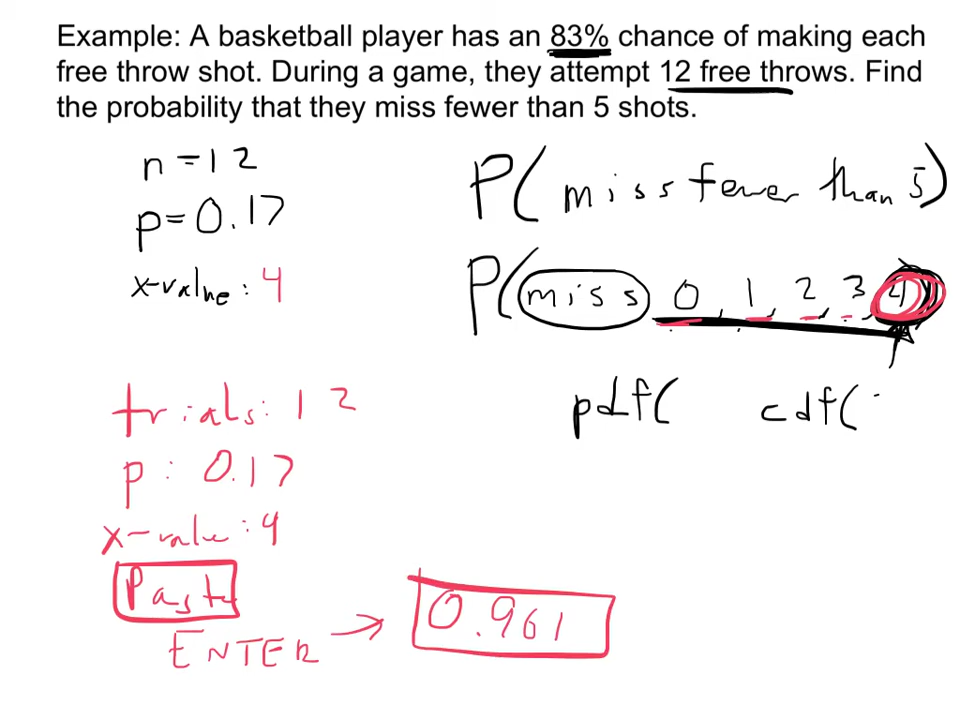 Example: A basketball player has an 83% chance of making each
free throw shot. During a game, they attempt 12 free throws. Find
the probability that they miss fewer than 5 shots.
n = 12
p = 0.17
x-value: 4
P(miss fewer than 5)
P(miss 0, 1, 2, 3, 4)
pdf( cdf(
trials: 12
p: 0.17
x-value: 4
Paste
ENTER → 0.961